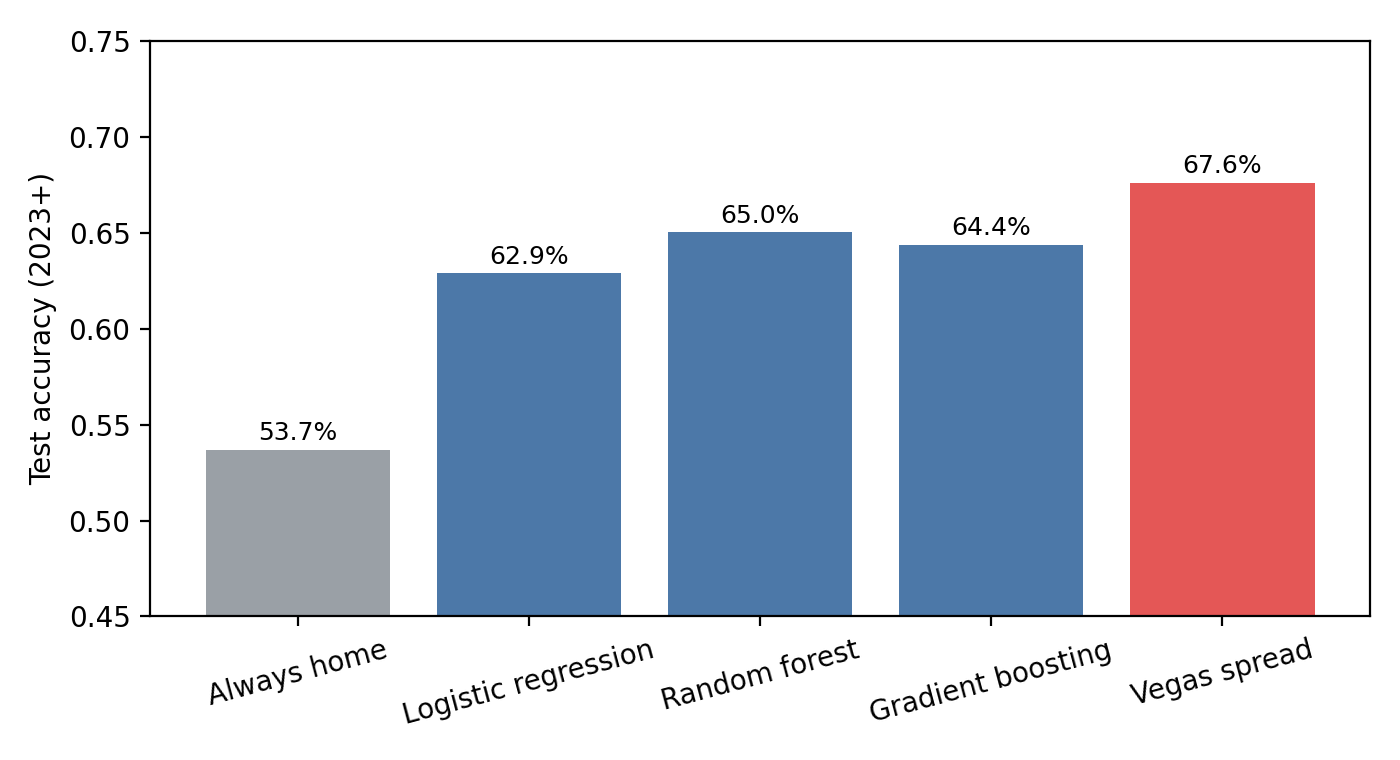 Test accuracy (2023+)
0.75
0.70
0.65
0.60
0.55
0.50
0.45
53.7%
62.9%
65.0%
64.4%
67.6%
Always home
Logistic regression
Random forest
Gradient boosting
Vegas spread